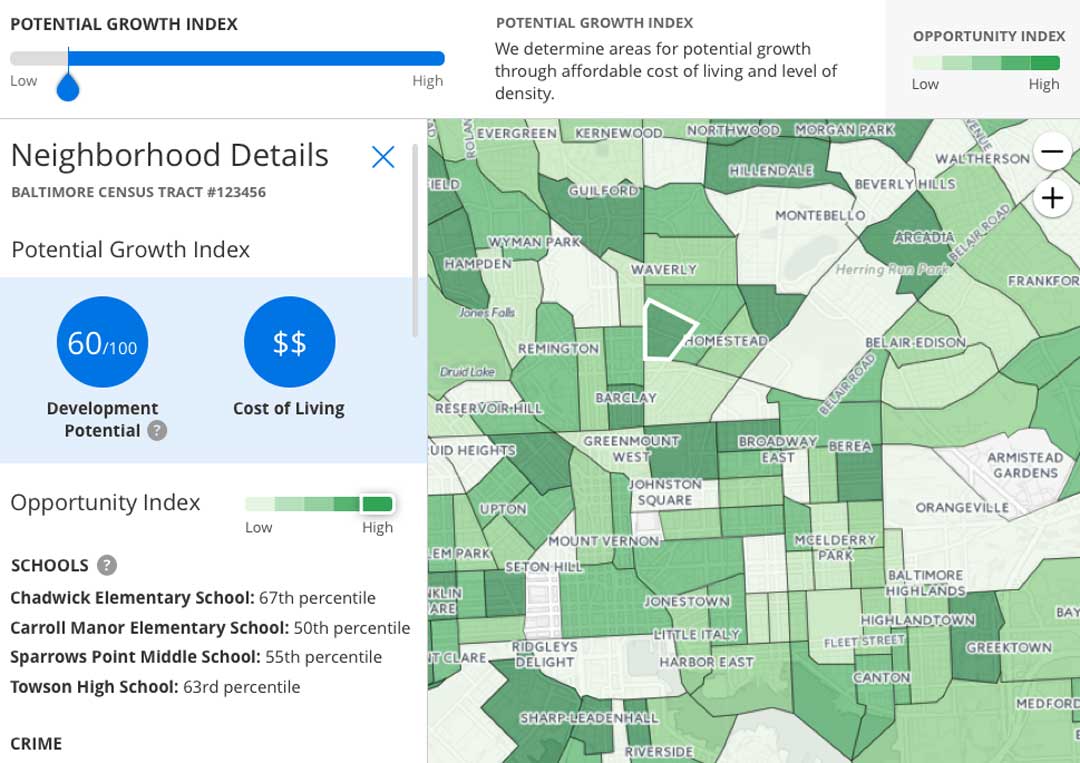 POTENTIAL GROWTH INDEX
Low
High
POTENTIAL GROWTH INDEX
We determine areas for potential growth
through affordable cost of living and level of
density.
OPPORTUNITY INDEX
Low
High
Neighborhood Details
BALTIMORE CENSUS TRACT #123456
Potential Growth Index
60/100
$$
Development
Potential ?
Cost of Living
Opportunity Index
Low
High
SCHOOLS ?
Chadwick Elementary School: 67th percentile
Carroll Manor Elementary School: 50th percentile
Sparrows Point Middle School: 55th percentile
Towson High School: 63rd percentile
CRIME
EVERGREEN
KERNEWOOD
NORTHWOOD
MORGAN PARK
WALTHERSON
HILLENDALE
BEVERLY HILLS
GUILFORD
MONTEBELLO
WYMAN PARK
ARCADIA
BELAIR ROAD
HAMPDEN
WAVERLY
Herring Run Park
FRANKFOR
Jones Falls
REMINGTON
HOMESTEAD
BELAIR-EDISON
Druid Lake
BELAIR ROAD
BARCLAY
RESERVOIR HILL
UID HEIGHTS
GREENMOUNT
WEST
BROADWAY
EAST
BEREA
ARMISTEAD
GARDENS
JOHNSTON
SQUARE
UPTON
ORANGEVILLE
MOUNT VERNON
MCELDERRY
PARK
LEM PARK
SETON HILL
BALTIMORE
HIGHLANDS
NKLIN
ARE
JONESTOWN
BAY
HIGHLANDTOWN
LITTLE ITALY
FLEET STREET
GREEKTOWN
RIDGLEYS
DELIGHT
NT CLARE
HARBOR EAST
CANTON
MEDFORD
SHARP-LEADENHALL
RIVERSIDE